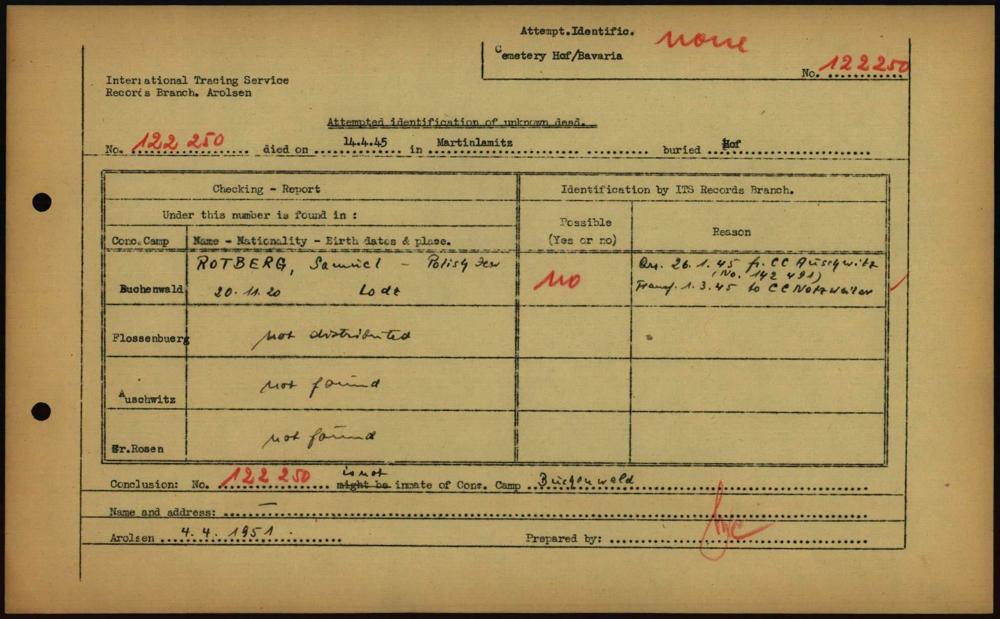 Attempt.Identific.
none
Cemetery Hof/Bavaria
No. 122250
International Tracing Service
Records Branch. Arolsen
Attempted identification of unknown dead.
No. 122 250 died on 14.4.45 in Martinlamitz buried Hof
Checking - Report
Identification by ITS Records Branch.
Under this number is found in :
Possible
(Yes or no)
Reason
Conc.Camp
Name - Nationality - Birth dates & place.
Buchenwald
ROTBERG, Samuel - Polish Jew
20.11.20 Lodz
no
Arr. 26.1.45 fr. CC Auschwitz
(No. 142 491)
Transf. 1.3.45 to CC Natzweiler
Flossenbuerg
not distributed
Auschwitz
not found
Gr.Rosen
not found
is not
Conclusion: No. 122 250 might be inmate of Conc. Camp Buchenwald
Name and address: —
Arolsen 4.4.1951. Prepared by: